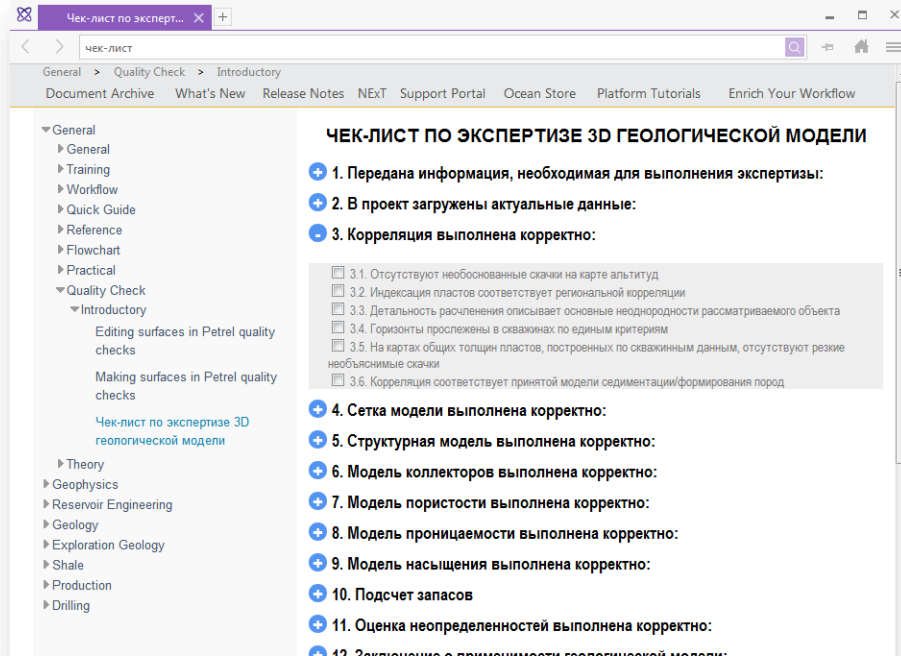 Чек-лист по эксперт...
чек-лист
General > Quality Check > Introductory
Document Archive What's New Release Notes NExT Support Portal Ocean Store Platform Tutorials Enrich Your Workflow
General
General
Training
Workflow
Quick Guide
Reference
Flowchart
Practical
Quality Check
Introductory
Editing surfaces in Petrel quality
checks
Making surfaces in Petrel quality
checks
Чек-лист по экспертизе 3D
геологической модели
Theory
Geophysics
Reservoir Engineering
Geology
Exploration Geology
Shale
Production
Drilling
ЧЕК-ЛИСТ ПО ЭКСПЕРТИЗЕ 3D ГЕОЛОГИЧЕСКОЙ МОДЕЛИ
1. Передана информация, необходимая для выполнения экспертизы:
2. В проект загружены актуальные данные:
3. Корреляция выполнена корректно:
3.1. Отсутствуют необоснованные скачки на карте альтитуд
3.2. Индексация пластов соответствует региональной корреляции
3.3. Детальность расчленения описывает основные неоднородности рассматриваемого объекта
3.4. Горизонты прослежены в скважинах по единым критериям
3.5. На картах общих толщин пластов, построенных по скважинным данным, отсутствуют резкие
необъяснимые скачки
3.6. Корреляция соответствует принятой модели седиментации/формирования пород
4. Сетка модели выполнена корректно:
5. Структурная модель выполнена корректно:
6. Модель коллекторов выполнена корректно:
7. Модель пористости выполнена корректно:
8. Модель проницаемости выполнена корректно:
9. Модель насыщения выполнена корректно:
10. Подсчет запасов
11. Оценка неопределенностей выполнена корректно:
12. Заключение о применимости геологической модели: